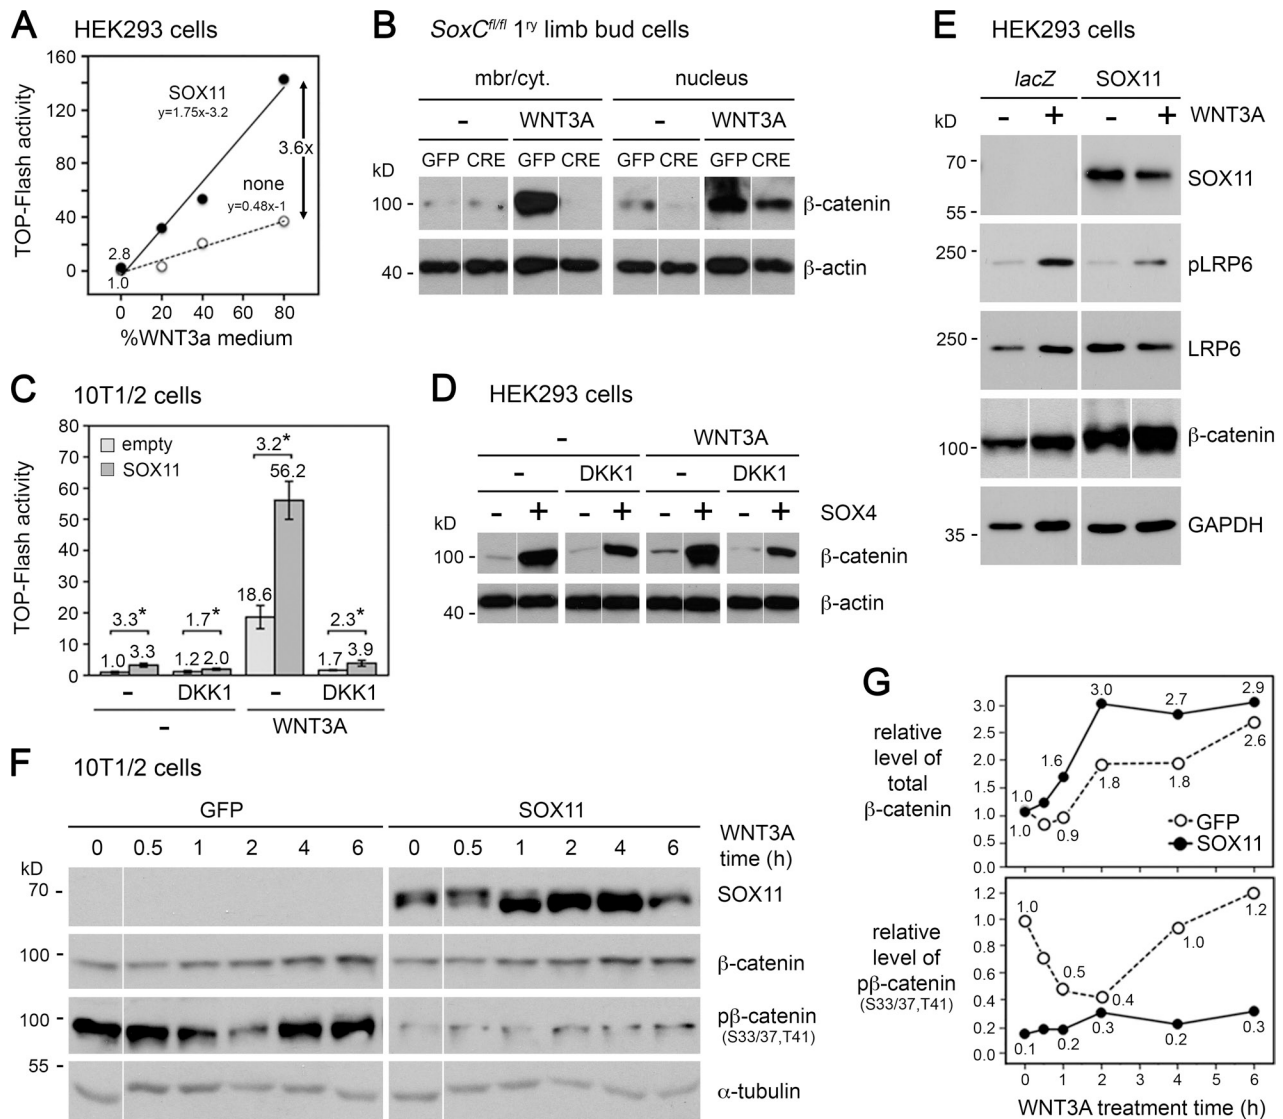 A HEK293 cells
TOP-Flash activity
160
120
80
40
0
SOX11
y=1.75x-3.2
3.6x
none
y=0.48x-1
2.8
1.0
0 20 40 60 80
%WNT3a medium
B SoxC^fl/fl 1^ry limb bud cells
mbr/cyt. nucleus
- WNT3A - WNT3A
GFP CRE GFP CRE GFP CRE GFP CRE
kD
100 - β-catenin
40 - β-actin
C 10T1/2 cells
TOP-Flash activity
80
70
60
50
40
30
20
10
0
empty
SOX11
3.3* 1.7* 3.2* 2.3*
1.0 3.3 1.2 2.0 18.6 56.2 1.7 3.9
- DKK1 - DKK1
- WNT3A
D HEK293 cells
- WNT3A
- DKK1 - DKK1
- + - + - + - + SOX4
kD
100 - β-catenin
40 - β-actin
E HEK293 cells
lacZ SOX11
kD - + - + WNT3A
70 - SOX11
55 -
250 - pLRP6
250 - LRP6
100 - β-catenin
35 - GAPDH
F 10T1/2 cells
GFP SOX11
0 0.5 1 2 4 6 0 0.5 1 2 4 6 WNT3A time (h)
kD
70 - SOX11
100 - β-catenin
100 - pβ-catenin
(S33/37,T41)
55 -
α-tubulin
G
relative
level of
total
β-catenin
3.0
2.5
2.0
1.5
1.0
0.5
0.0
1.0 1.6 3.0 2.7 2.9
1.0 0.9 1.8 1.8 2.6
GFP
SOX11
relative
level of
pβ-catenin
(S33/37,T41)
1.2
1.0
0.8
0.6
0.4
0.2
0.0
1.0 0.5 0.4 1.0 1.2
0.1 0.2 0.3 0.2 0.3
0 1 2 3 4 5 6
WNT3A treatment time (h)